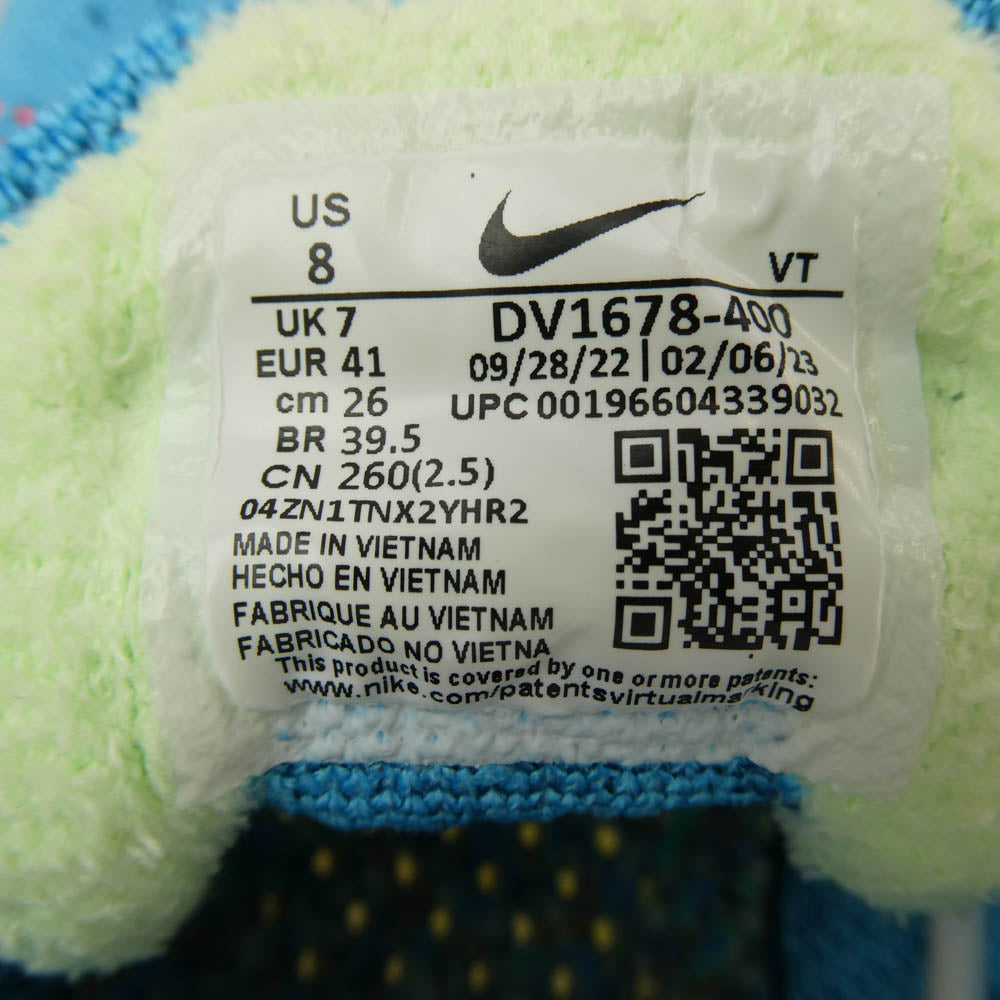 US
8
VT
UK 7
DV1678-400
EUR 41
09/28/22 | 02/06/23
cm 26
UPC 00196604339032
BR 39.5
CN 260(2.5)
04ZN1TNX2YHR2
MADE IN VIETNAM
HECHO EN VIETNAM
FABRIQUE AU VIETNAM
FABRICADO NO VIETNA
This product is covered by one or more patents:
www.nike.com/patentsvirtualmarking